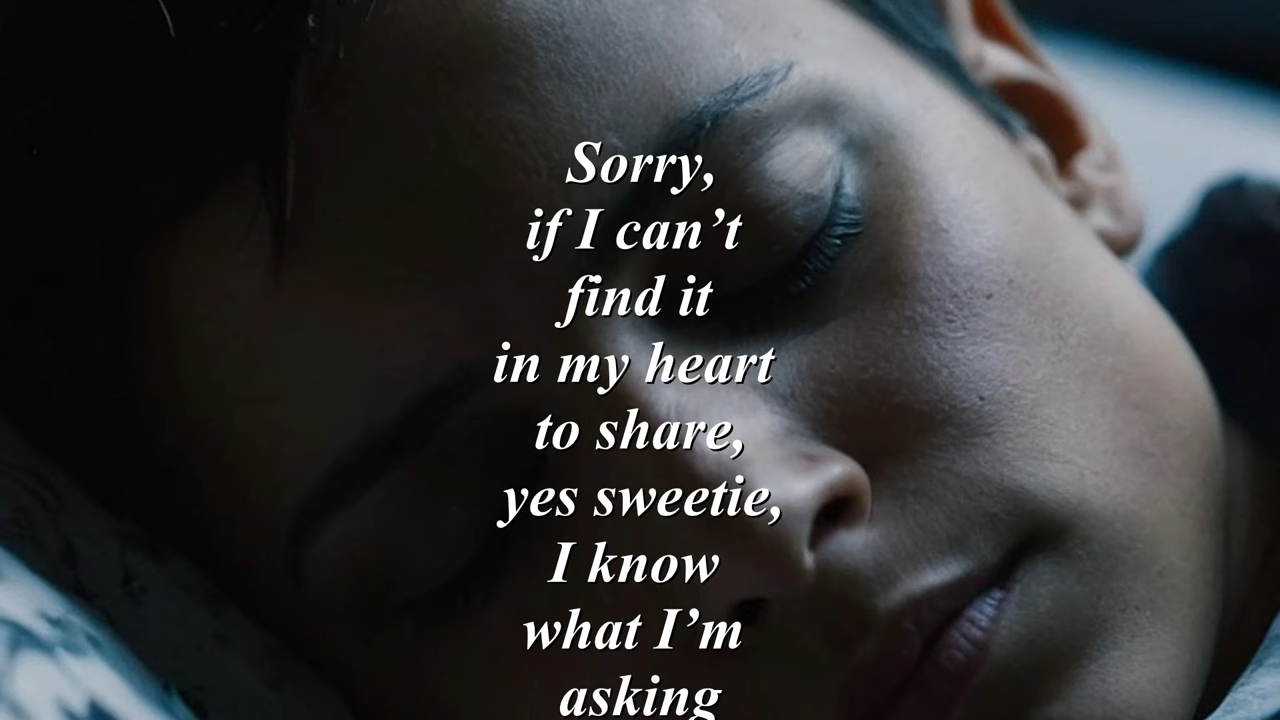 Sorry,
if I can’t
find it
in my heart
to share,
yes sweetie,
I know
what I’m
asking